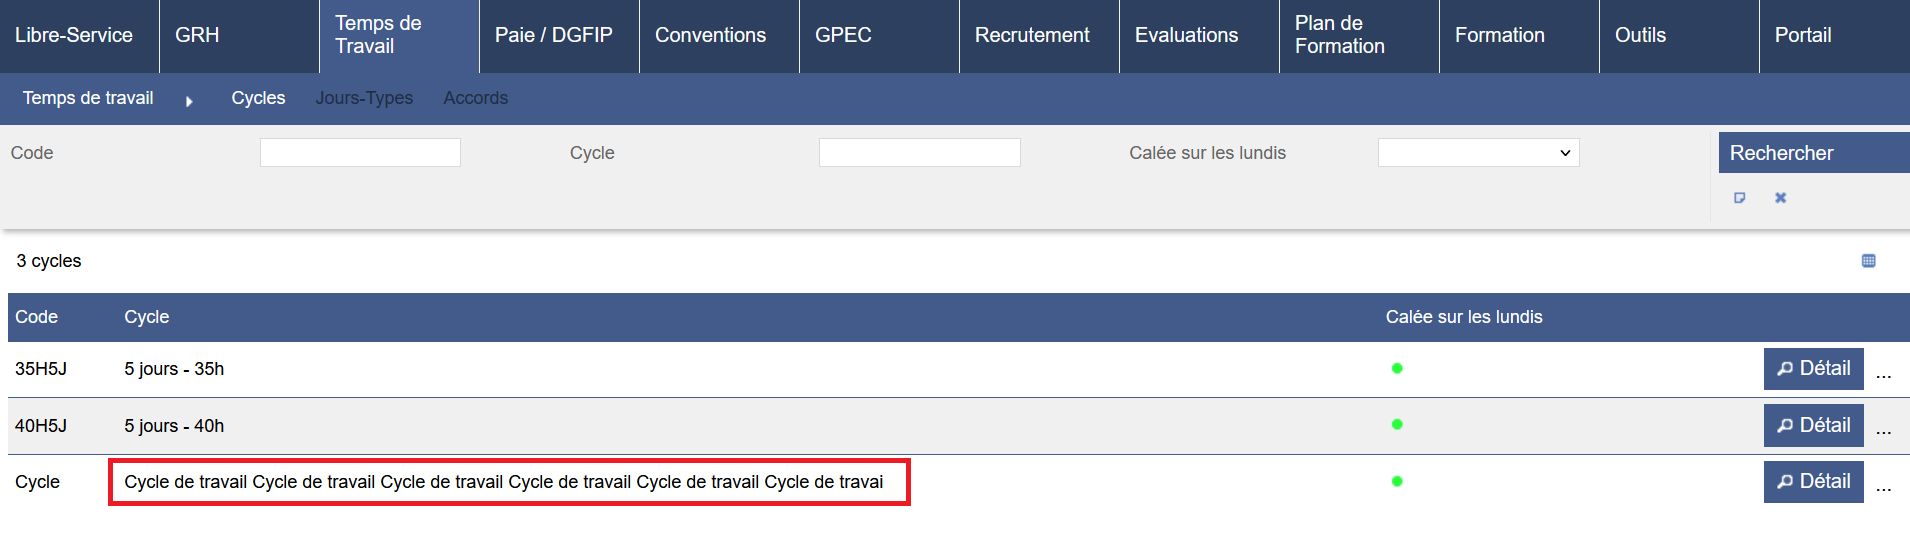 Libre-Service GRH Temps de Travail Paie / DGFIP Conventions GPEC Recrutement Evaluations Plan de Formation Formation Outils Portail
Temps de travail Cycles Jours-Types Accords
Code Cycle Calée sur les lundis Rechercher
3 cycles
Code Cycle Calée sur les lundis
35H5J 5 jours - 35h Détail ...
40H5J 5 jours - 40h Détail ...
Cycle Cycle de travail Cycle de travail Cycle de travail Cycle de travail Cycle de travail Cycle de travai Détail ...